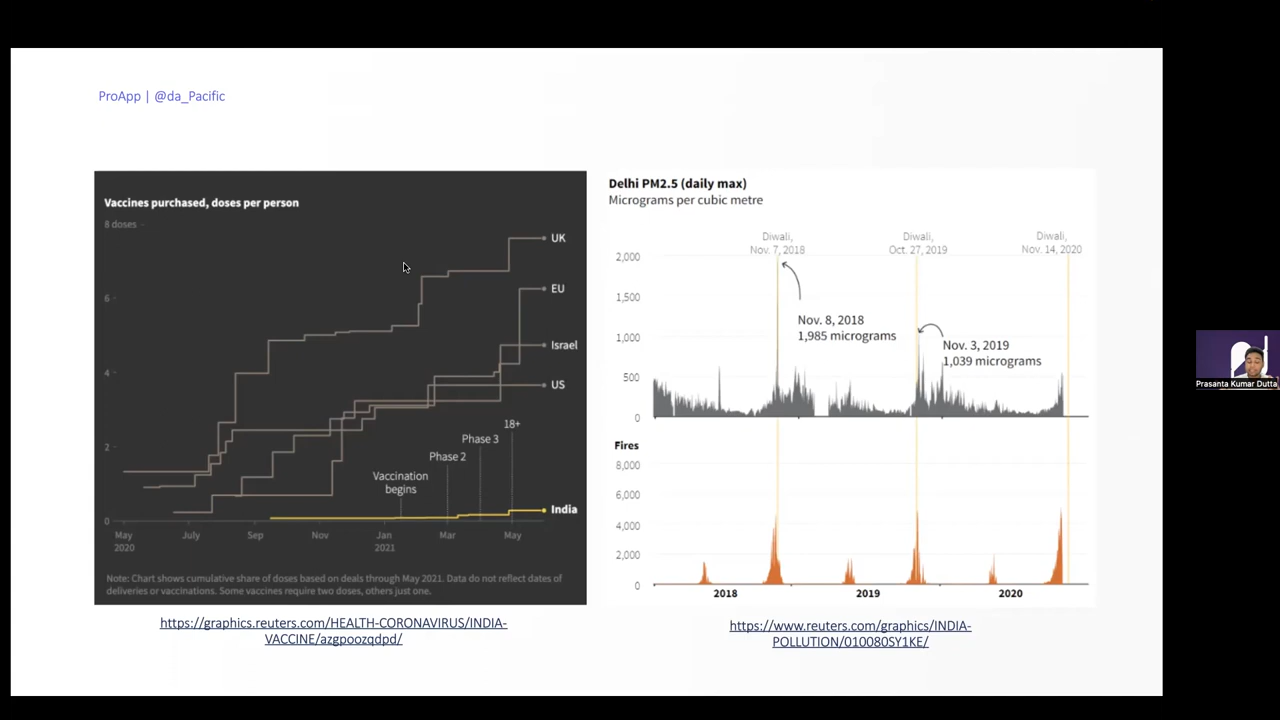 ProApp | @da_Pacific
Vaccines purchased, doses per person
8 doses
6
4
2
0
UK
EU
Israel
US
18+
Phase 3
Phase 2
Vaccination
begins
India
May
2020
July
Sep
Nov
Jan
2021
Mar
May
Note: Chart shows cumulative share of doses based on deals through May 2021. Data do not reflect dates of
deliveries or vaccinations. Some vaccines require two doses, others just one.
https://graphics.reuters.com/HEALTH-CORONAVIRUS/INDIA-
VACCINE/azgpoozqdpd/
Delhi PM2.5 (daily max)
Micrograms per cubic metre
Diwali,
Nov. 7, 2018
Diwali,
Oct. 27, 2019
Diwali,
Nov. 14, 2020
2,000
1,500
1,000
500
0
Nov. 8, 2018
1,985 micrograms
Nov. 3, 2019
1,039 micrograms
Fires
8,000
6,000
4,000
2,000
0
2018
2019
2020
https://www.reuters.com/graphics/INDIA-
POLLUTION/010080SY1KE/
Prasanta Kumar Dutta